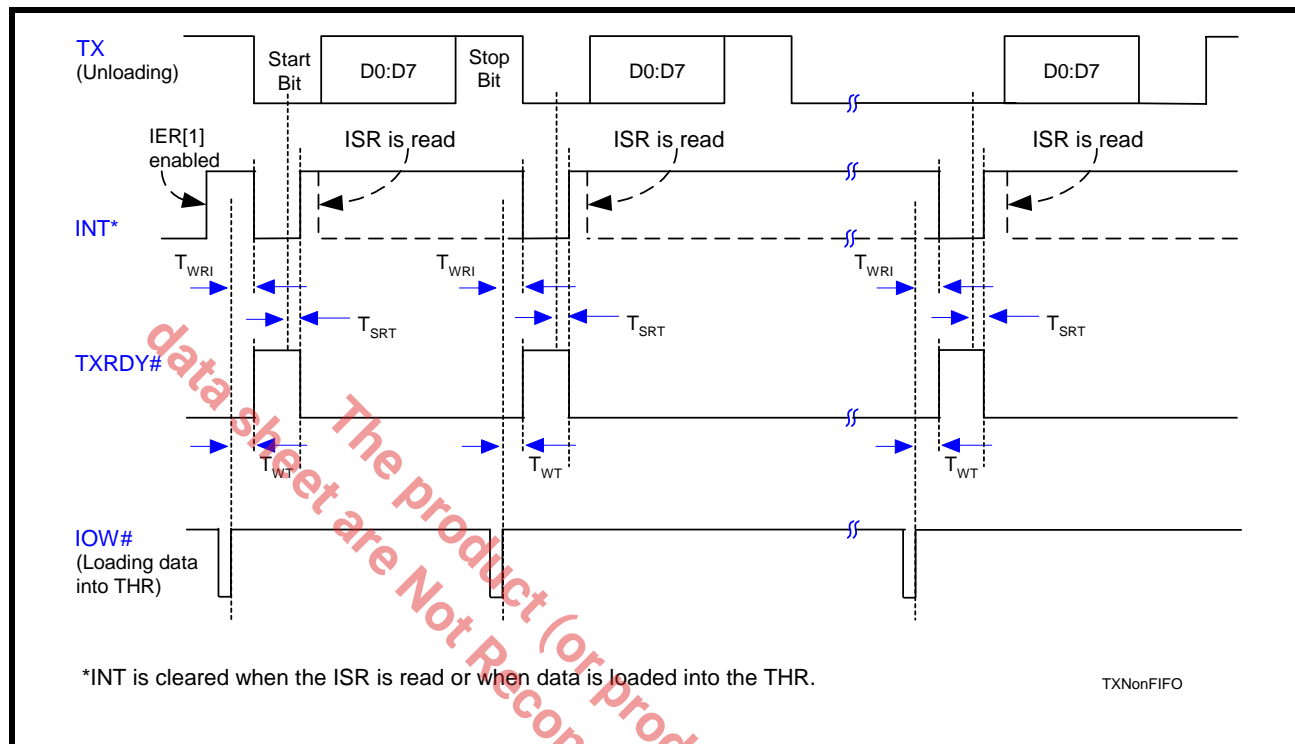 TX
(Unloading)
Start
Bit
D0:D7
Stop
Bit
D0:D7
D0:D7
IER[1]
enabled
ISR is read
ISR is read
ISR is read
INT*
TWRI
TWRI
TWRI
TSRT
TSRT
TSRT
TXRDY#
TWT
TWT
TWT
IOW#
(Loading data
into THR)
*INT is cleared when the ISR is read or when data is loaded into the THR.
TXNonFIFO
The product (or prod
data sheet are Not Recon